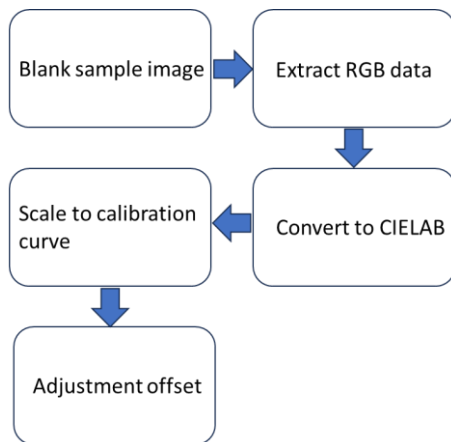 Blank sample image
Extract RGB data
Convert to CIELAB
Scale to calibration
curve
Adjustment offset